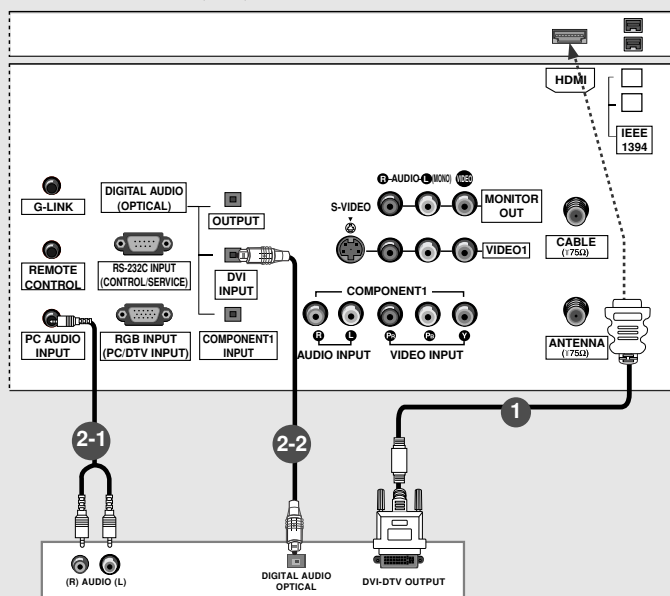 HDMI
IEEE
1394
R AUDIO L (MONO) VIDEO
G-LINK
DIGITAL AUDIO
(OPTICAL)
OUTPUT
S-VIDEO
MONITOR
OUT
REMOTE
CONTROL
RS-232C INPUT
(CONTROL/SERVICE)
DVI
INPUT
VIDEO1
CABLE
(75Ω)
PC AUDIO
INPUT
RGB INPUT
(PC/DTV INPUT)
COMPONENT1
INPUT
COMPONENT1
R L PR PB Y
AUDIO INPUT VIDEO INPUT
ANTENNA
(75Ω)
1
2-1
2-2
(R) AUDIO (L)
DIGITAL AUDIO
OPTICAL
DVI-DTV OUTPUT